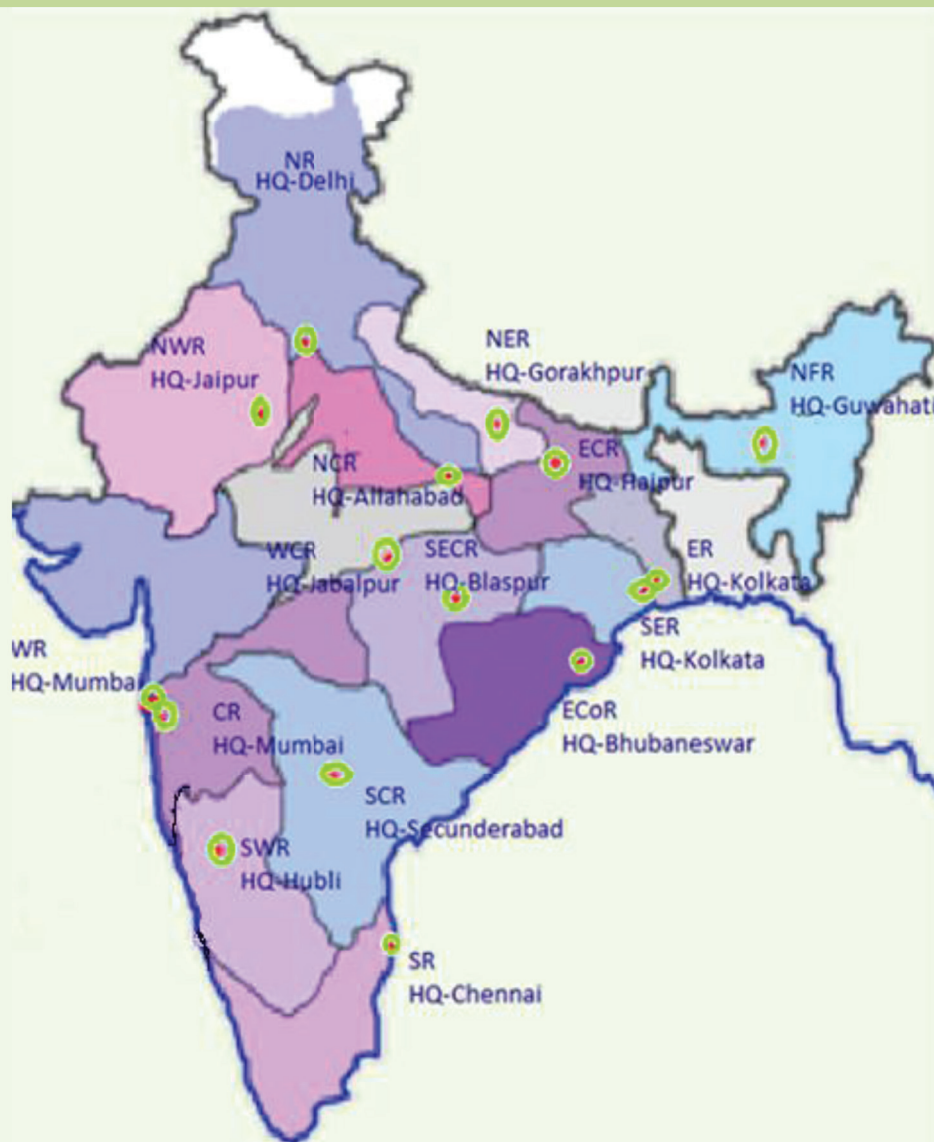 NR
HQ-Delhi
NWR
HQ-Jaipur
NER
HQ-Gorakhpur
NFR
HQ-Guwahati
NCR
HQ-Allahabad
ECR
HQ-Hajpur
WCR
HQ-Jabalpur
SECR
HQ-Blaspur
ER
HQ-Kolkata
SER
HQ-Kolkata
WR
HQ-Mumbai
CR
HQ-Mumbai
ECoR
HQ-Bhubaneswar
SCR
HQ-Secunderabad
SWR
HQ-Hubli
SR
HQ-Chennai